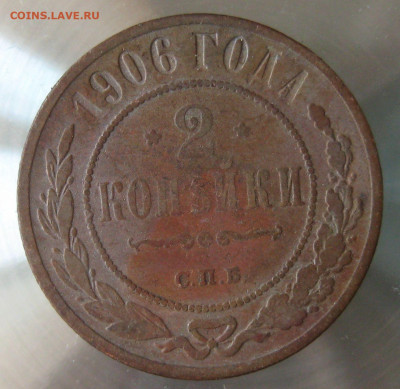 COINS.LAVE.RU
1906 ГОДА
2
КОПѢЙКИ
С.П.Б.